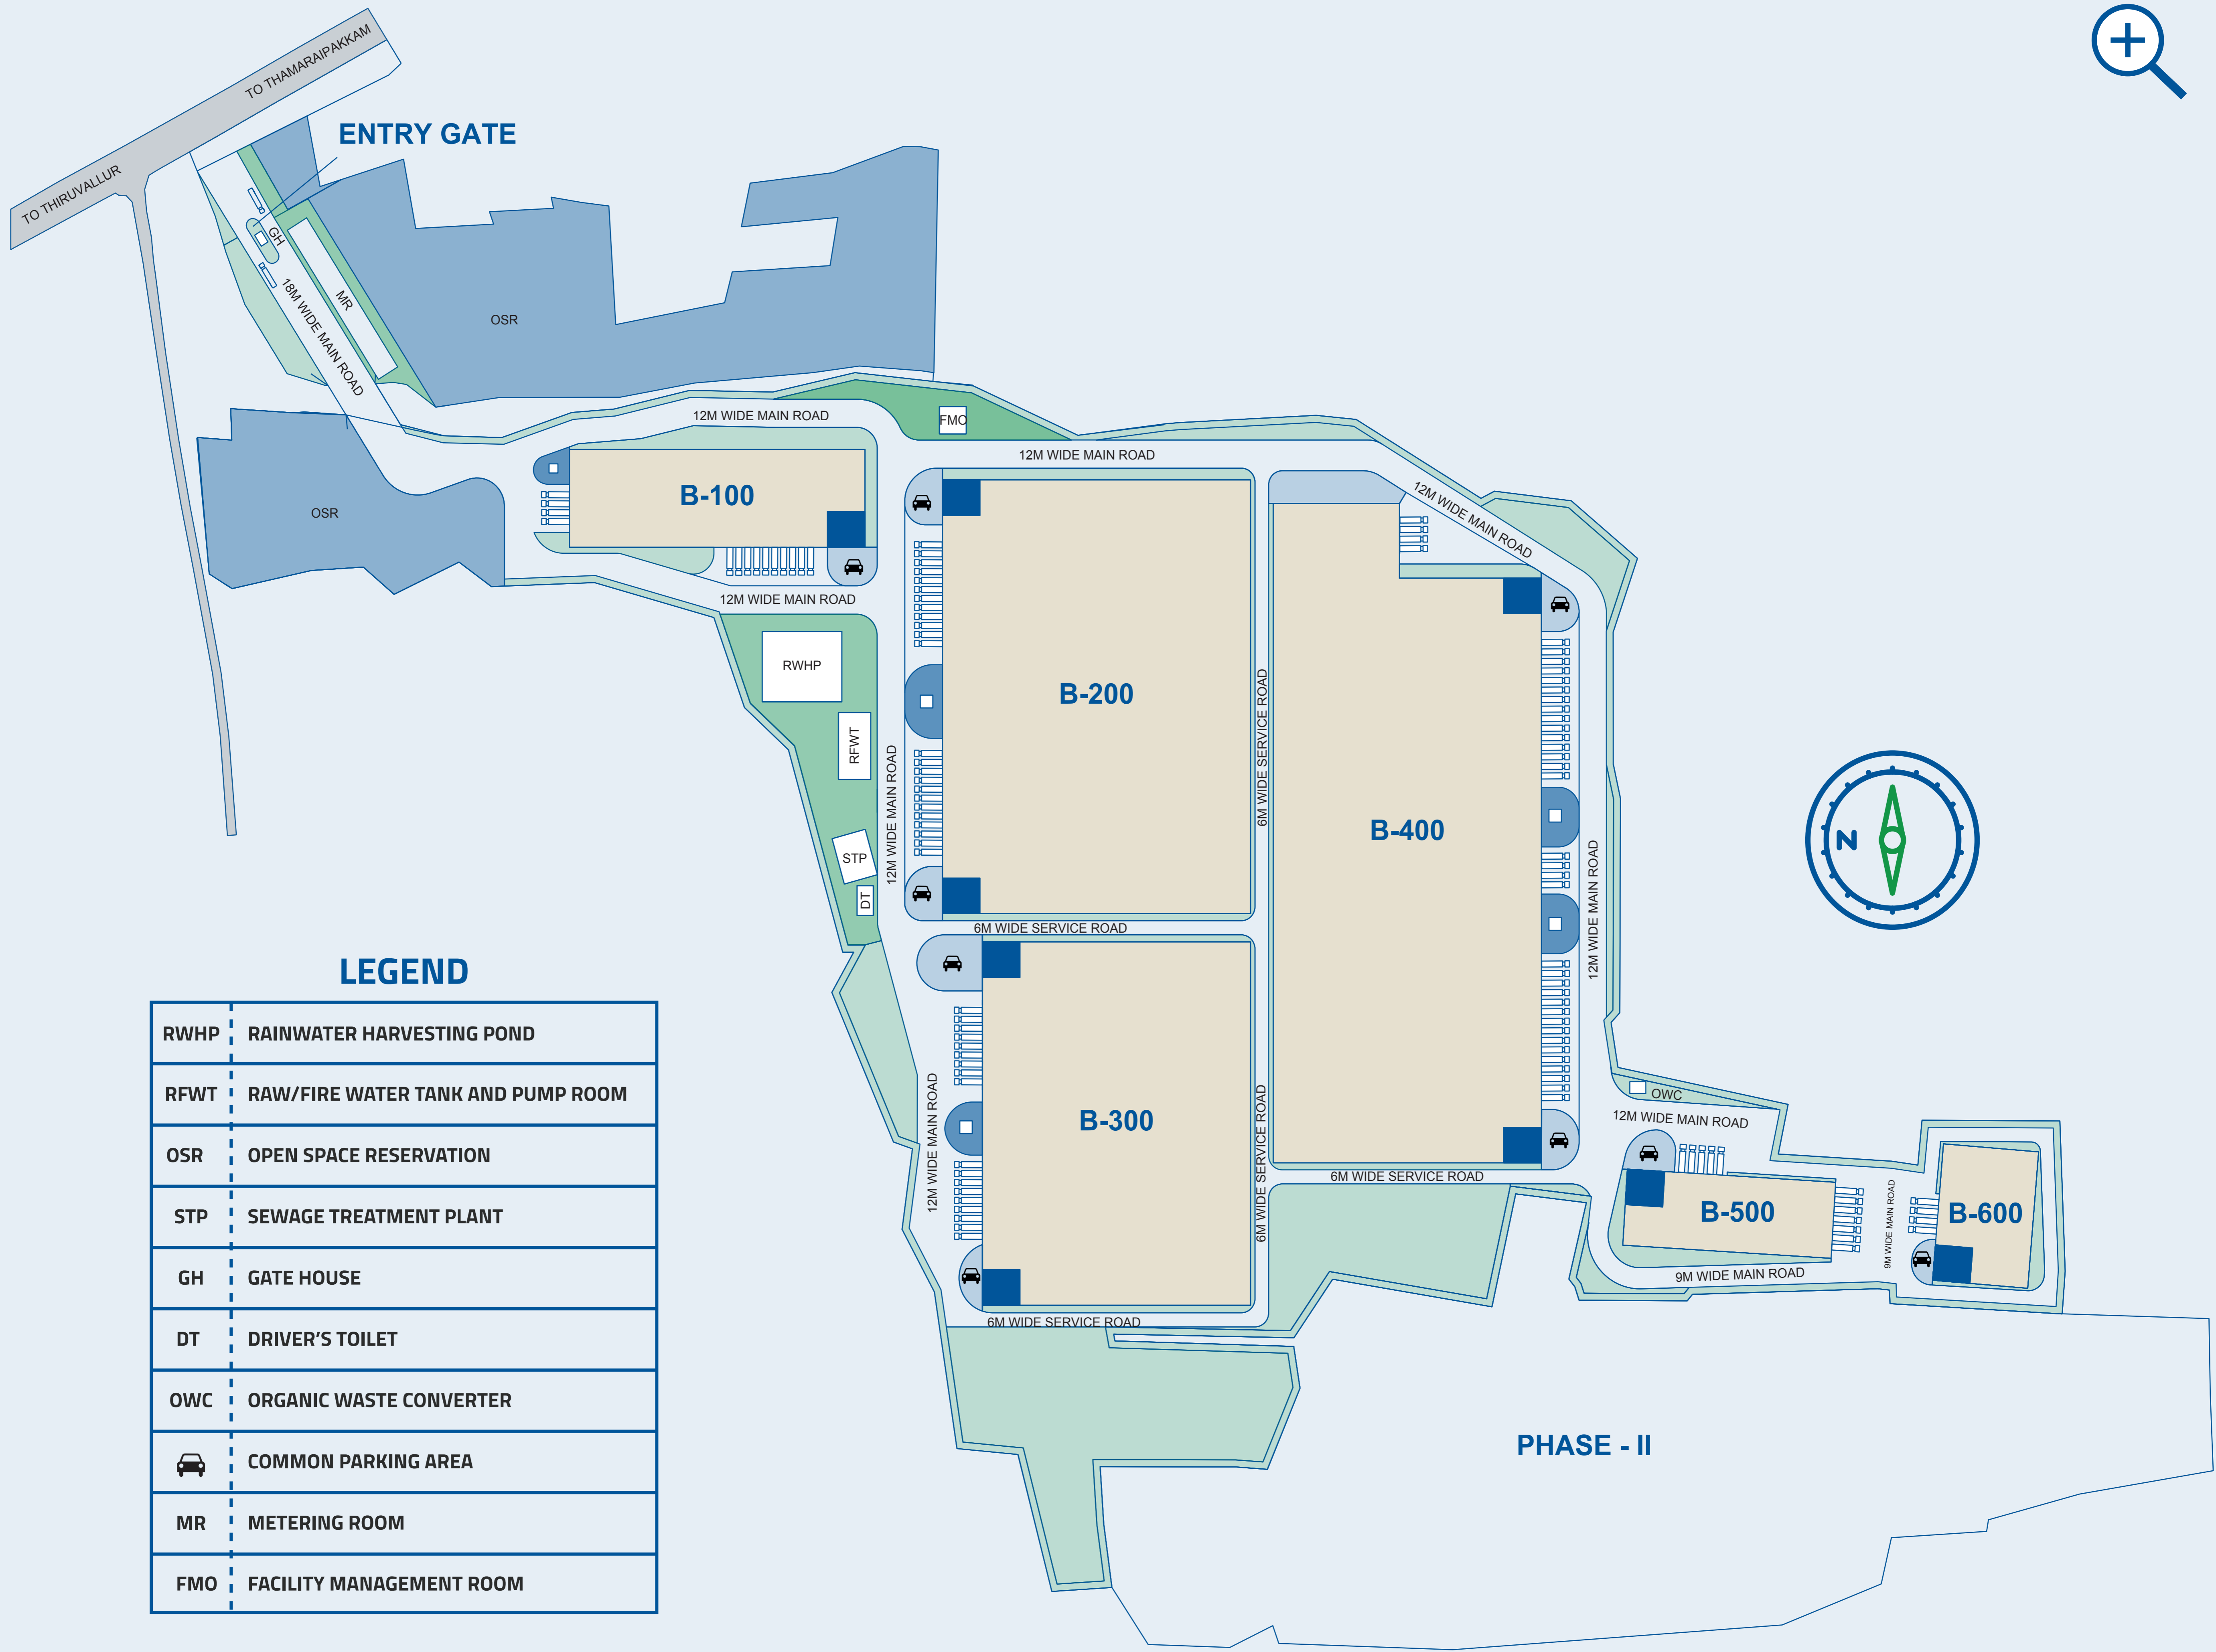 TO THAMARAIPAKKAM
TO THIRUVALLUR
ENTRY GATE
GH
MR
18M WIDE MAIN ROAD
OSR
OSR
12M WIDE MAIN ROAD
FMO
12M WIDE MAIN ROAD
12M WIDE MAIN ROAD
B-100
12M WIDE MAIN ROAD
RWHP
RFWT
STP
DT
12M WIDE MAIN ROAD
B-200
6M WIDE SERVICE ROAD
B-400
12M WIDE MAIN ROAD
N
6M WIDE SERVICE ROAD
B-300
12M WIDE MAIN ROAD
6M WIDE SERVICE ROAD
6M WIDE SERVICE ROAD
6M WIDE SERVICE ROAD
OWC
12M WIDE MAIN ROAD
B-500
9M WIDE MAIN ROAD
B-600
9M WIDE MAIN ROAD
PHASE - II
LEGEND
RWHP RAINWATER HARVESTING POND
RFWT RAW/FIRE WATER TANK AND PUMP ROOM
OSR OPEN SPACE RESERVATION
STP SEWAGE TREATMENT PLANT
GH GATE HOUSE
DT DRIVER'S TOILET
OWC ORGANIC WASTE CONVERTER
COMMON PARKING AREA
MR METERING ROOM
FMO FACILITY MANAGEMENT ROOM